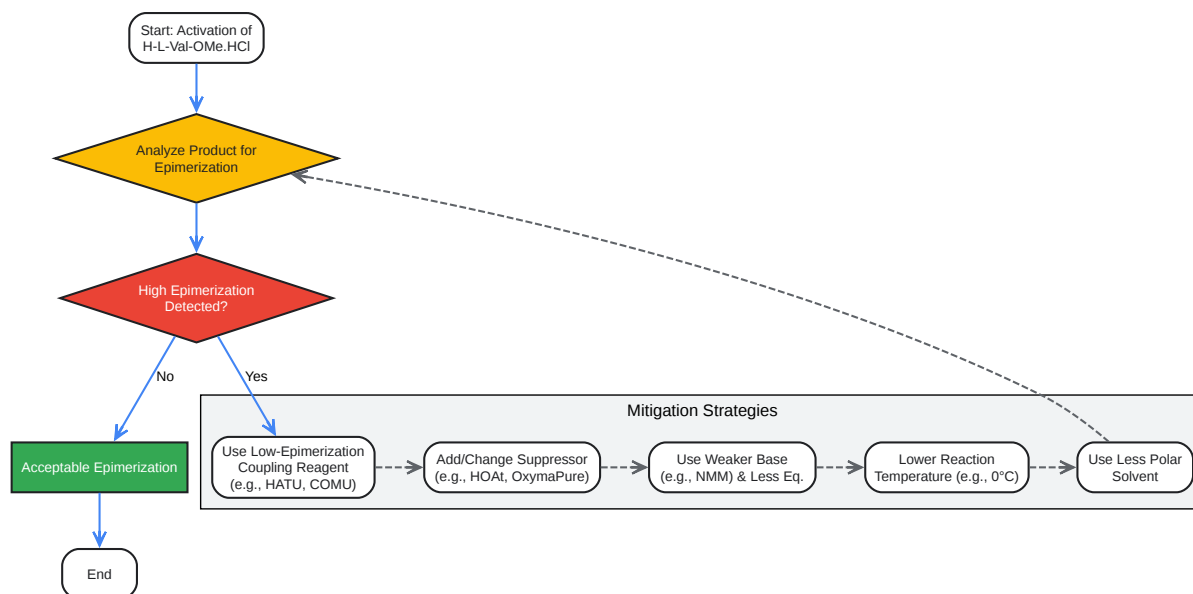 Start: Activation of
H-L-Val-OMe.HCl
Analyze Product for
Epimerization
High Epimerization
Detected?
No
Yes
Mitigation Strategies
Acceptable Epimerization
Use Low-Epimerization
Coupling Reagent
(e.g., HATU, COMU)
Add/Change Suppressor
(e.g., HOAt, OxymaPure)
Use Weaker Base
(e.g., NMM) & Less Eq.
Lower Reaction
Temperature (e.g., 0°C)
Use Less Polar
Solvent
End